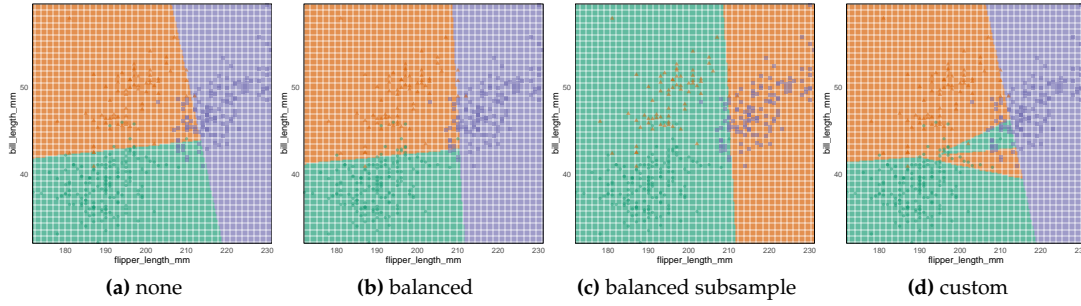 50
40
bill_length_mm
180 190 200 210 220 230
flipper_length_mm
(a) none
50
40
bill_length_mm
180 190 200 210 220 230
flipper_length_mm
(b) balanced
50
40
bill_length_mm
180 190 200 210 220 230
flipper_length_mm
(c) balanced subsample
50
40
bill_length_mm
180 190 200 210 220 230
flipper_length_mm
(d) custom